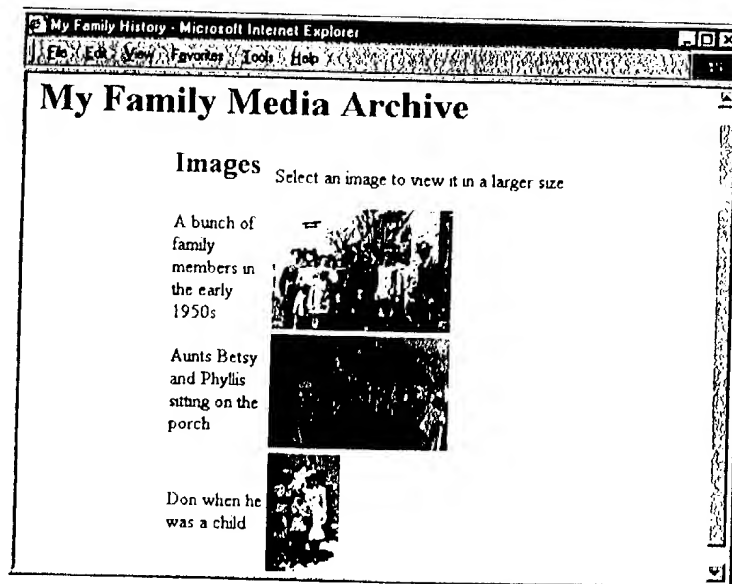 My Family History - Microsoft Internet Explorer
File Edit View Favorites Tools Help
My Family Media Archive
Images
Select an image to view it in a larger size
A bunch of
family
members in
the early
1950s
Aunts Betsy
and Phyllis
sitting on the
porch
Don when he
was a child